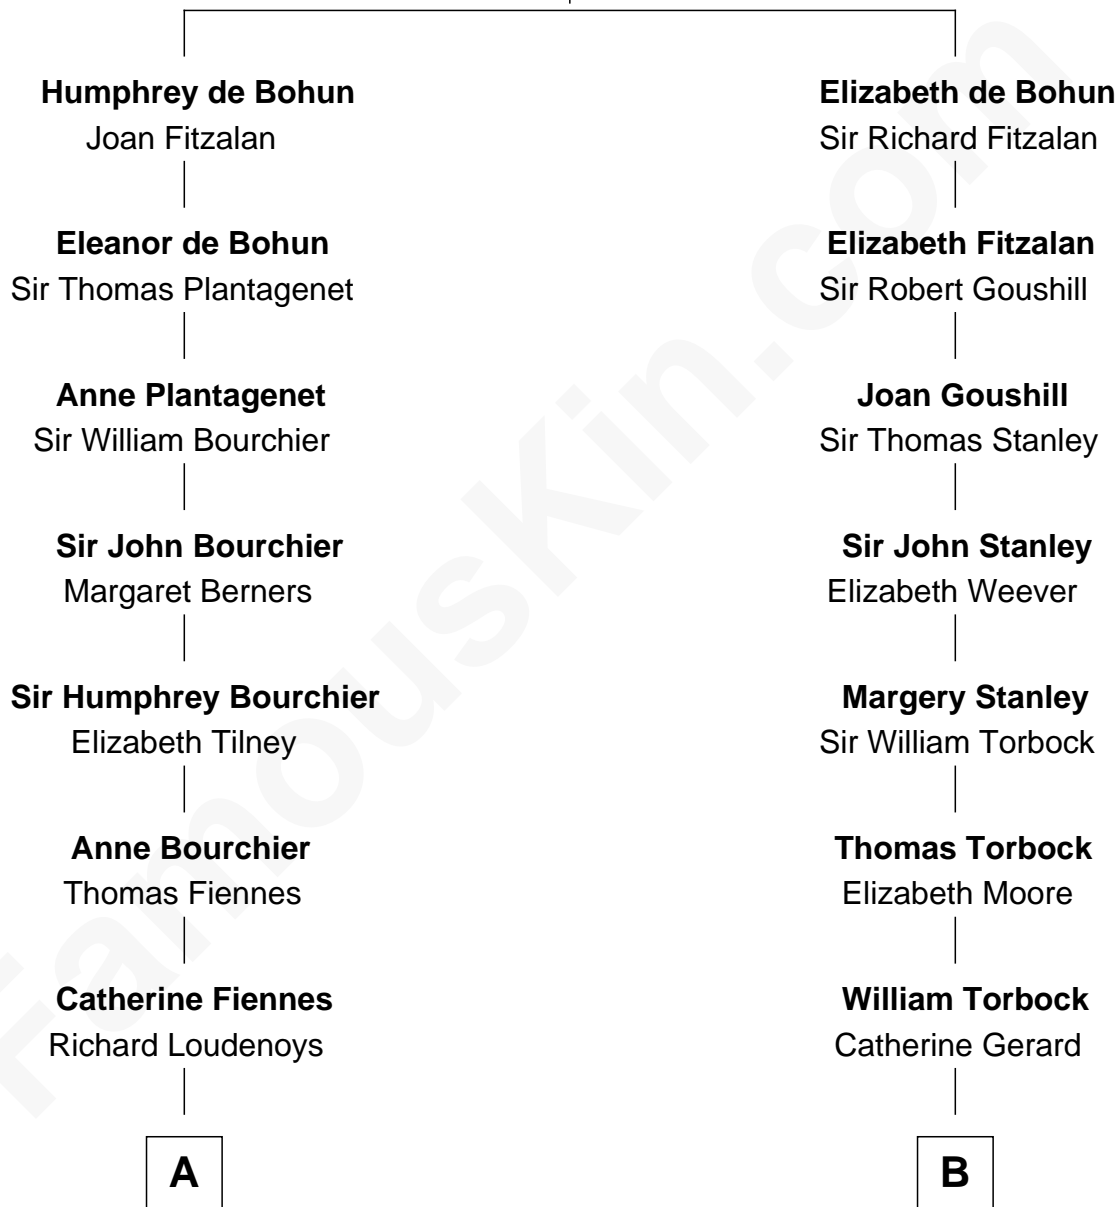 Humphrey de Bohun
Joan Fitzalan
Eleanor de Bohun
Sir Thomas Plantagenet
Anne Plantagenet
Sir William Bourchier
Sir John Bourchier
Margaret Berners
Sir Humphrey Bourchier
Elizabeth Tilney
Anne Bourchier
Thomas Fiennes
Catherine Fiennes
Richard Loudenoys
A
Elizabeth de Bohun
Sir Richard Fitzalan
Elizabeth Fitzalan
Sir Robert Goushill
Joan Goushill
Sir Thomas Stanley
Sir John Stanley
Elizabeth Weever
Margery Stanley
Sir William Torbock
Thomas Torbock
Elizabeth Moore
William Torbock
Catherine Gerard
B
FamousKin.com